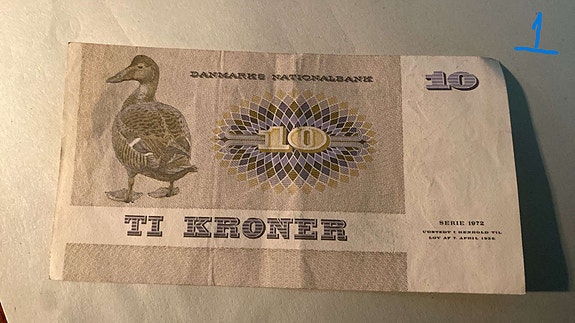 1
DANMARKS NATIONALBANK
10
10
TI KRONER
SERIE 1972
UDSTEDT I HENHOLD TIL
LOV AF 7. APRIL 1936